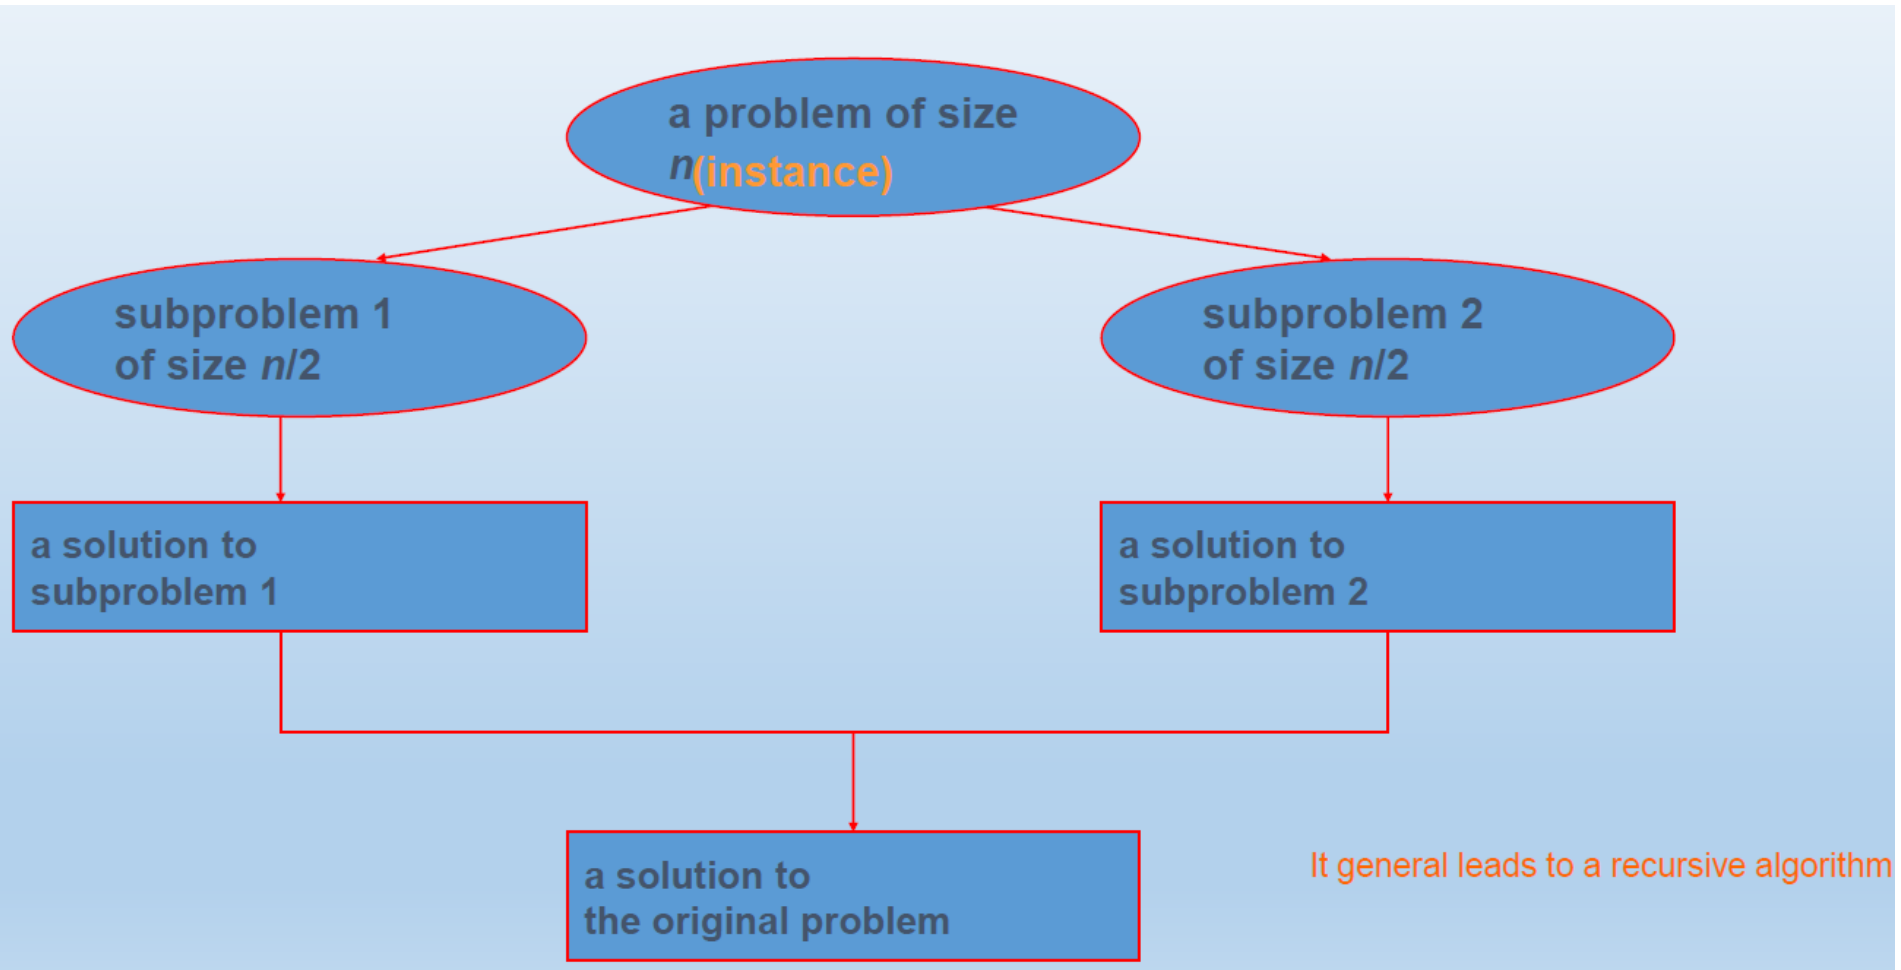 a problem of size
n(instance)
subproblem 1
of size n/2
subproblem 2
of size n/2
a solution to
subproblem 1
a solution to
subproblem 2
a solution to
the original problem
It general leads to a recursive algorithm